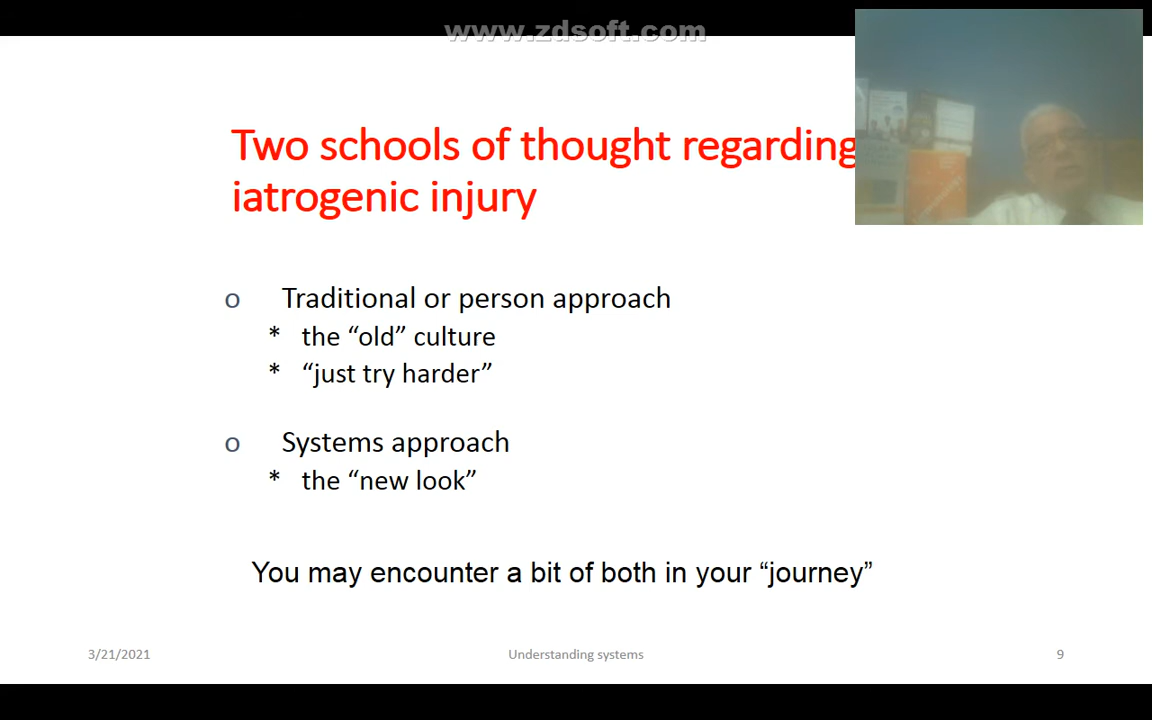 www.zdsoft.com
Two schools of thought regarding
iatrogenic injury
o Traditional or person approach
* the “old” culture
* “just try harder”
o Systems approach
* the “new look”
You may encounter a bit of both in your “journey”
3/21/2021 Understanding systems 9